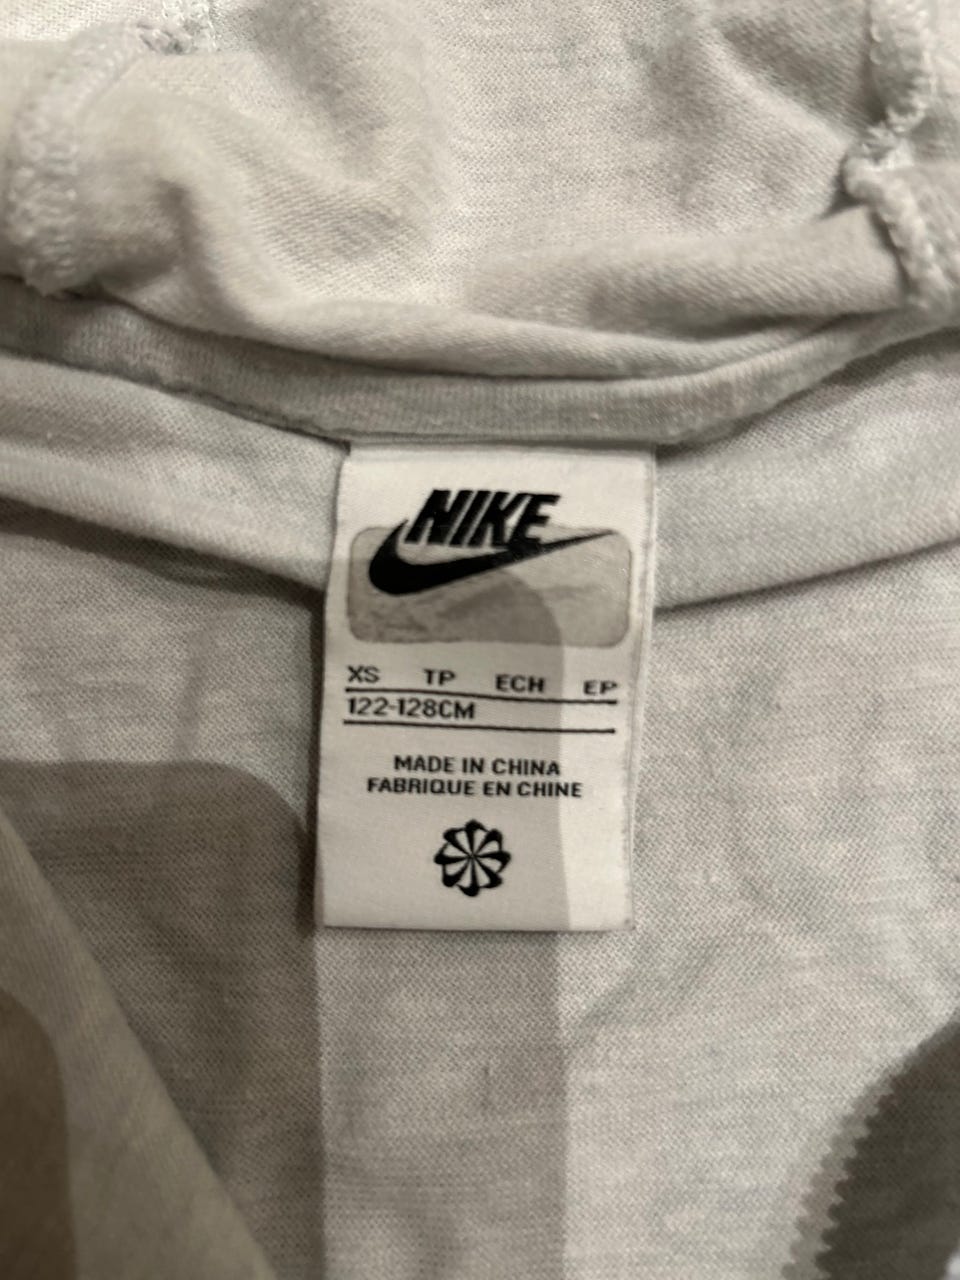 NIKE
XS TP ECH EP
122-128CM
MADE IN CHINA
FABRIQUE EN CHINE